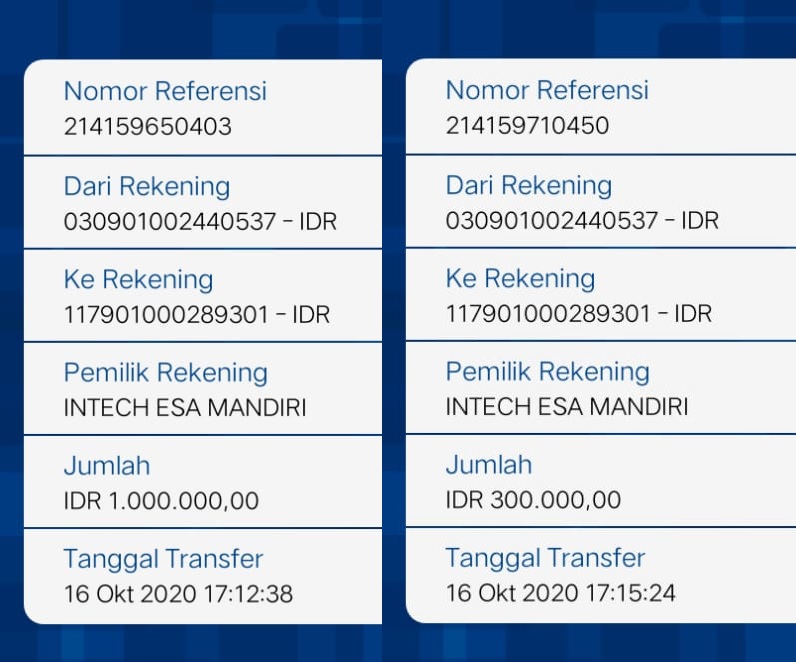 Nomor Referensi
214159650403
Dari Rekening
030901002440537 – IDR
Ke Rekening
117901000289301 – IDR
Pemilik Rekening
INTECH ESA MANDIRI
Jumlah
IDR 1.000.000,00
Tanggal Transfer
16 Okt 2020 17:12:38
Nomor Referensi
214159710450
Dari Rekening
030901002440537 – IDR
Ke Rekening
117901000289301 – IDR
Pemilik Rekening
INTECH ESA MANDIRI
Jumlah
IDR 300.000,00
Tanggal Transfer
16 Okt 2020 17:15:24